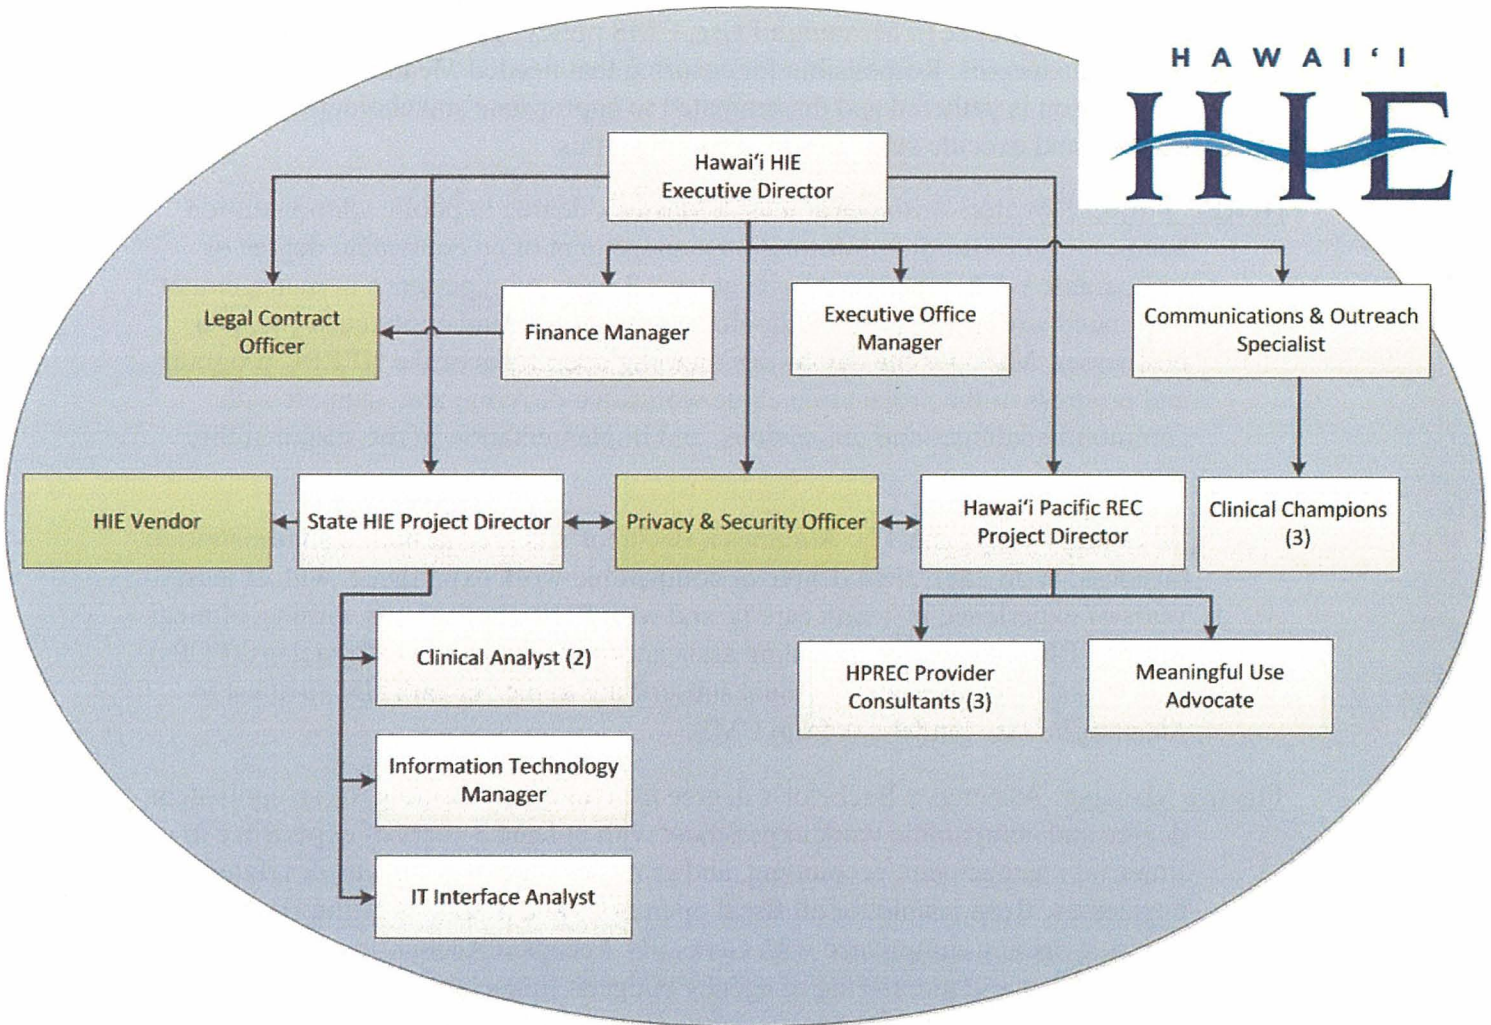 HAWAI‘I
HIE
Hawai‘i HIE
Executive Director
Legal Contract
Officer
Finance Manager
Executive Office
Manager
Communications & Outreach
Specialist
HIE Vendor
State HIE Project Director
Privacy & Security Officer
Hawai‘i Pacific REC
Project Director
Clinical Champions
(3)
Clinical Analyst (2)
HPREC Provider
Consultants (3)
Meaningful Use
Advocate
Information Technology
Manager
IT Interface Analyst